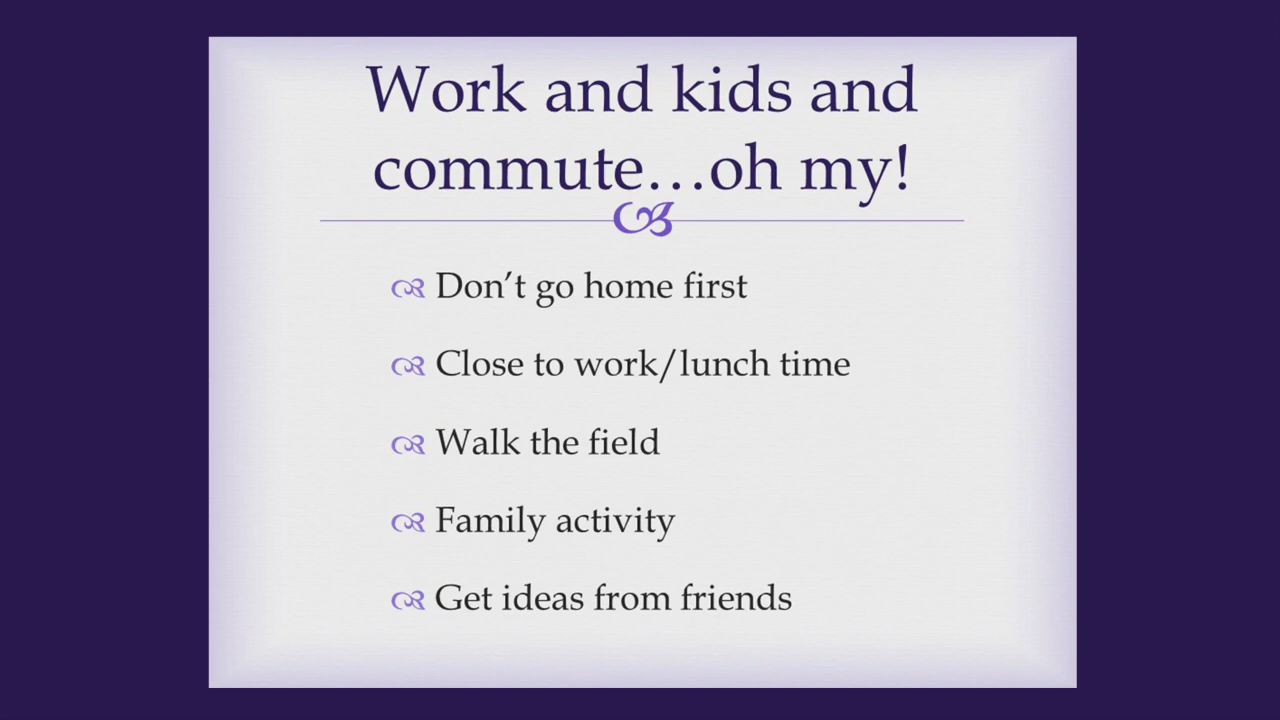 Work and kids and
commute…oh my!
Don’t go home first
Close to work/lunch time
Walk the field
Family activity
Get ideas from friends